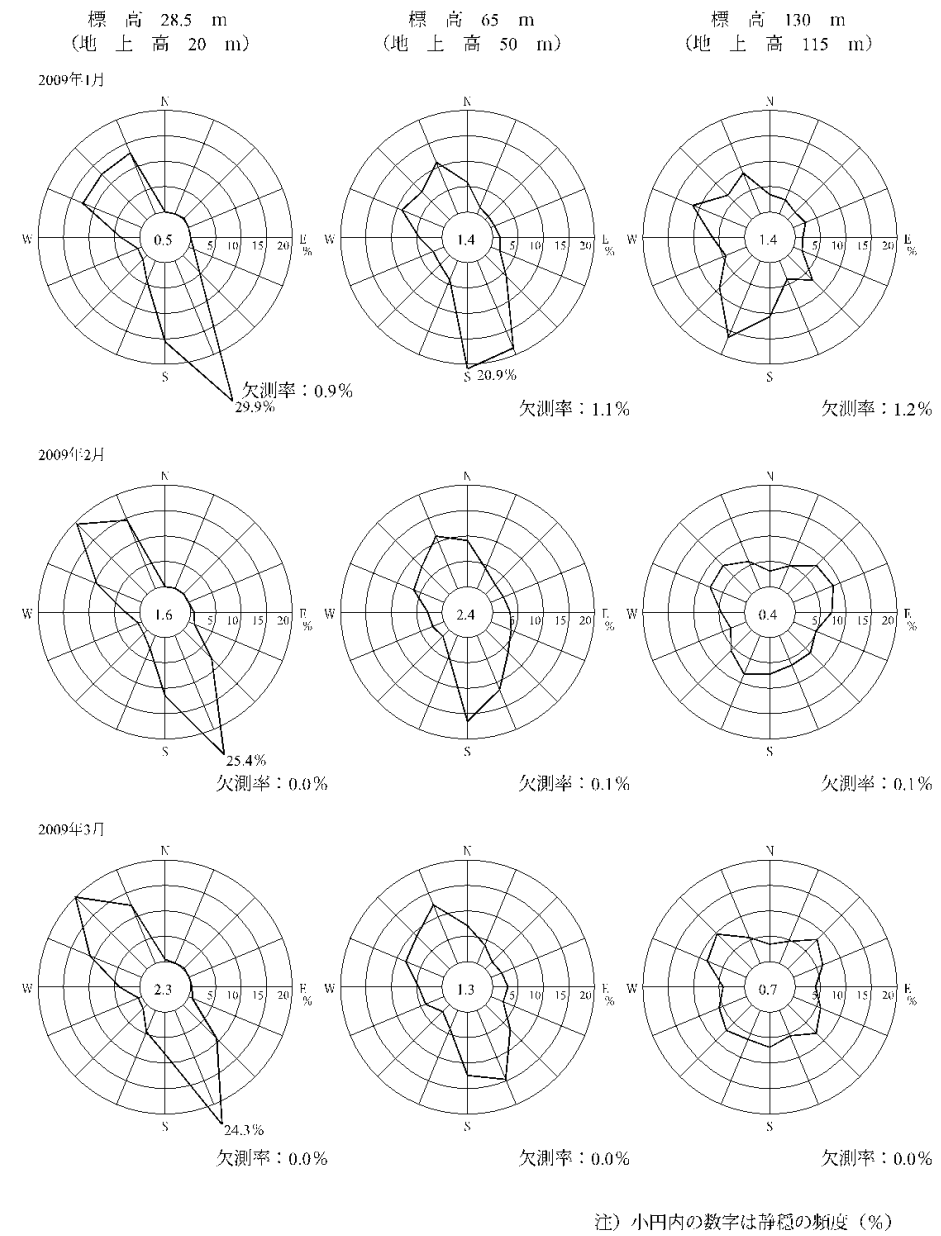 標 高 28.5 m 標 高 65 m 標 高 130 m
(地 上 高 20 m) (地 上 高 50 m) (地 上 高 115 m)
2009年1月
N N N
W 0.5 5 10 15 20 E % W 1.4 5 10 15 20 E % W 1.4 5 10 15 20 E %
S S 20.9% S
29.9% 欠測率：0.9% 欠測率：1.1% 欠測率：1.2%
2009年2月
N N N
W 1.6 5 10 15 20 E % W 2.4 5 10 15 20 E % W 0.4 5 10 15 20 E %
S S S
25.4%
欠測率：0.0% 欠測率：0.1% 欠測率：0.1%
2009年3月
N N N
W 2.3 5 10 15 20 E % W 1.3 5 10 15 20 E % W 0.7 5 10 15 20 E %
S S S
24.3%
欠測率：0.0% 欠測率：0.0% 欠測率：0.0%
注）小円内の数字は静穏の頻度（%）